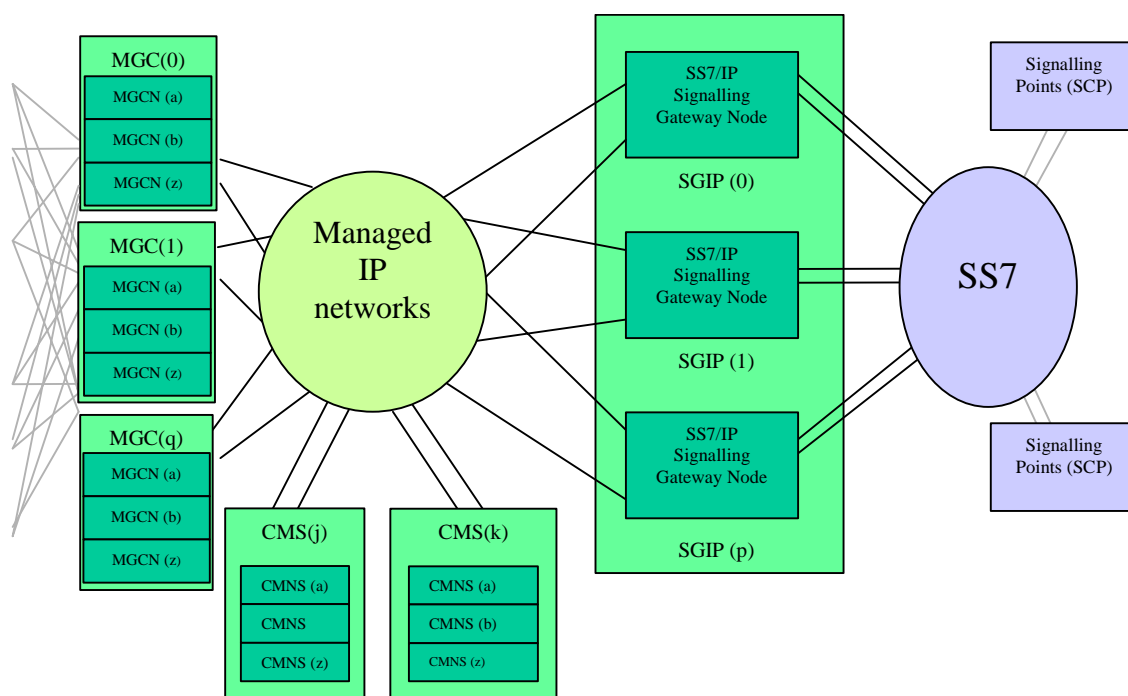 MGC(0)
MGCN (a)
MGCN (b)
MGCN (z)
MGC(1)
MGCN (a)
MGCN (b)
MGCN (z)
MGC(q)
MGCN (a)
MGCN (b)
MGCN (z)
Managed
IP
networks
CMS(j)
CMNS (a)
CMNS
CMNS (z)
CMS(k)
CMNS (a)
CMNS (b)
CMNS (z)
SS7/IP
Signalling
Gateway Node
SGIP (0)
SS7/IP
Signalling
Gateway Node
SGIP (1)
SS7/IP
Signalling
Gateway Node
SGIP (p)
Signalling
Points (SCP)
SS7
Signalling
Points (SCP)